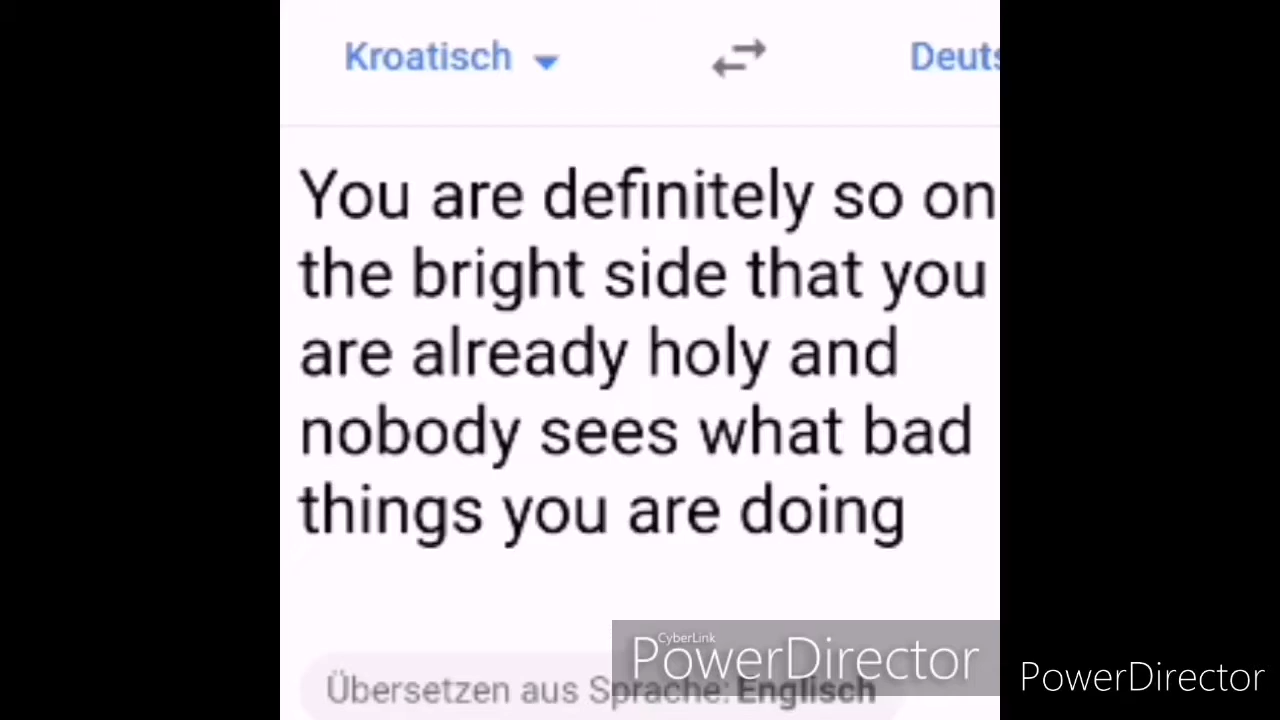 Kroatisch
You are definitely so on
the bright side that you
are already holy and
nobody sees what bad
things you are doing
Übersetzen aus Sprache: Englisch
CyberLink
PowerDirector
PowerDirector